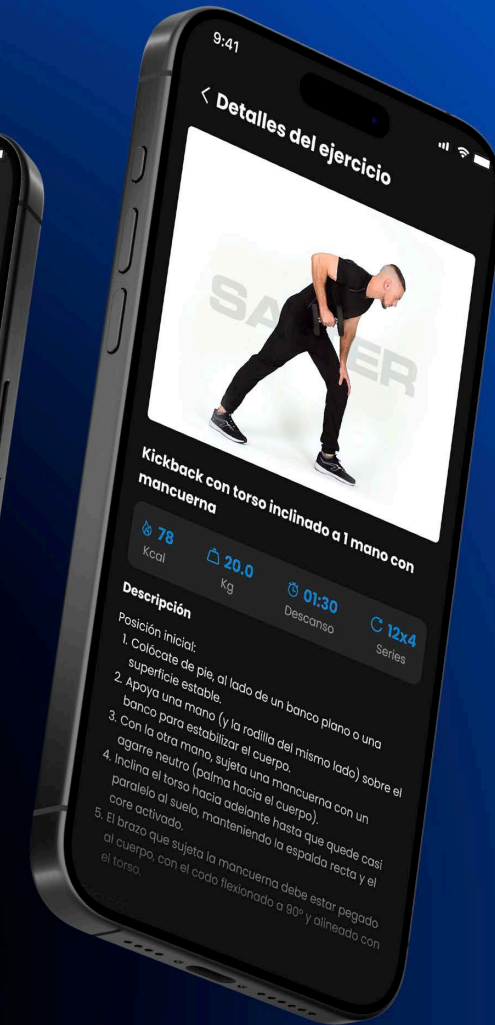 9:41
Detalles del ejercicio
Kickback con torso inclinado a 1 mano con
mancuerna
78
Kcal
20.0
Kg
01:30
Descanso
12x4
Series
Descripción
Posición inicial:
1. Colócate de pie, al lado de un banco plano o una
superficie estable.
2. Apoya una mano (y la rodilla del mismo lado) sobre el
banco para estabilizar el cuerpo.
3. Con la otra mano, sujeta una mancuerna con un
agarre neutro (palma hacia el cuerpo).
4. Inclina el torso hacia adelante hasta que quede casi
paralelo al suelo, manteniendo la espalda recta y el
core activado.
5. El brazo que sujeta la mancuerna debe estar pegado
al cuerpo, con el codo flexionado a 90° y alineado con
el torso.